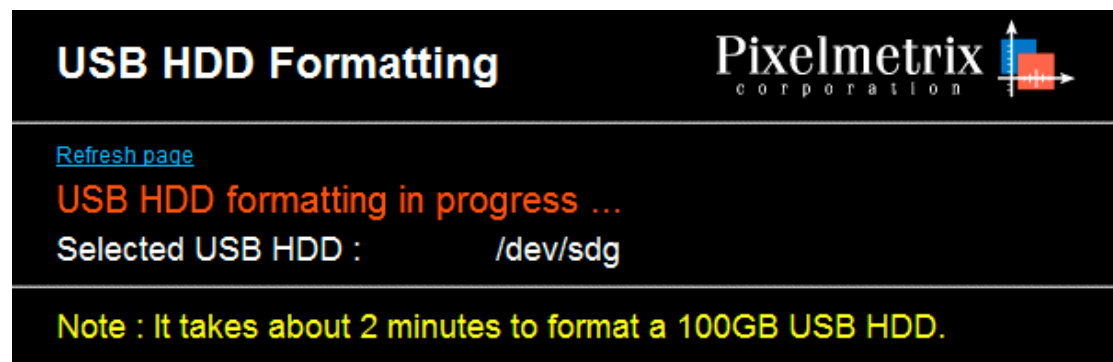 USB HDD Formatting
Pixelmetrix
corporation
Refresh page
USB HDD formatting in progress ...
Selected USB HDD : /dev/sdg
Note : It takes about 2 minutes to format a 100GB USB HDD.